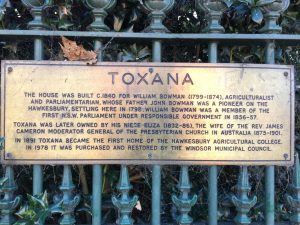 TOXANA
THE HOUSE WAS BUILT C.1840 FOR WILLIAM BOWMAN (1799-1874), AGRICULTURALIST
AND PARLIAMENTARIAN, WHOSE FATHER JOHN BOWMAN WAS A PIONEER ON THE
HAWKESBURY, SETTLING HERE IN 1798; WILLIAM BOWMAN WAS A MEMBER OF THE
FIRST N.S.W. PARLIAMENT UNDER RESPONSIBLE GOVERNMENT IN 1856-57.
TOXANA WAS LATER OWNED BY HIS NIECE ELIZA (1832-86), THE WIFE OF THE REV JAMES
CAMERON MODERATOR GENERAL OF THE PRESBYTERIAN CHURCH IN AUSTRALIA 1873-1901.
IN 1891 TOXANA BECAME THE FIRST HOME OF THE HAWKESBURY AGRICULTURAL COLLEGE.
IN 1978 IT WAS PURCHASED AND RESTORED BY THE WINDSOR MUNICIPAL COUNCIL.